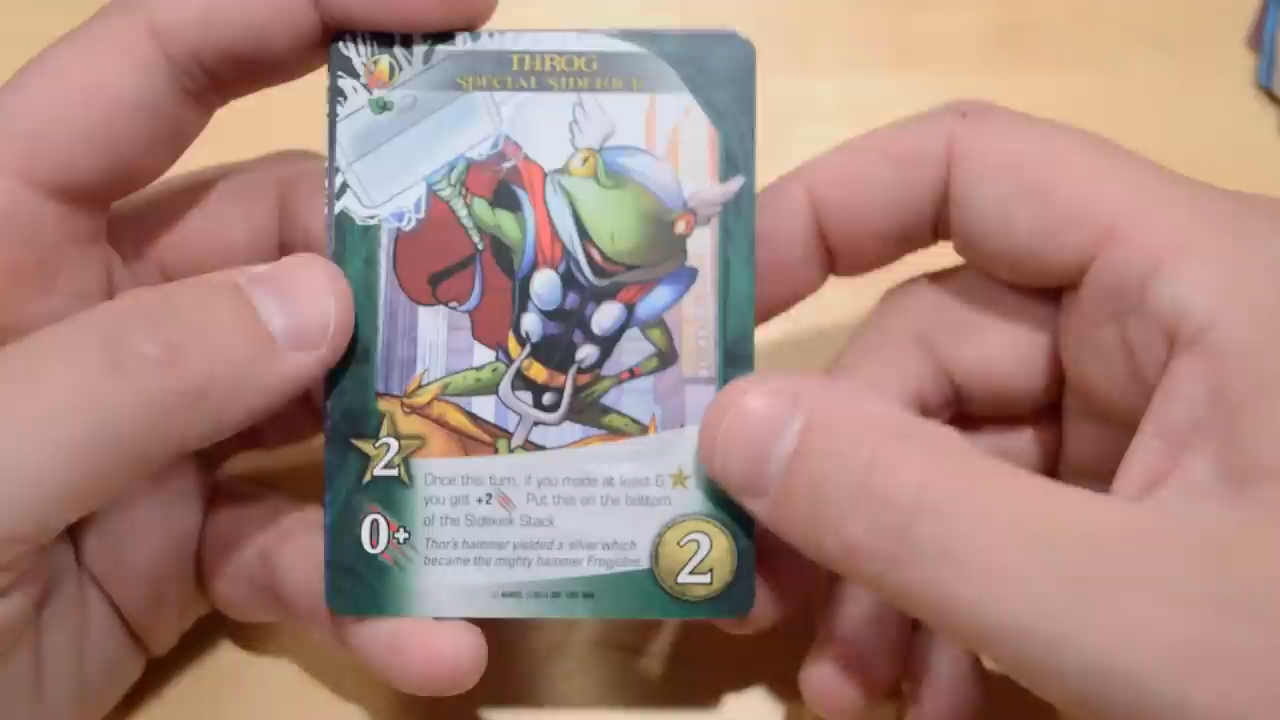 THROG
SPECIAL SIDEKICK
2
Once this turn, if you made at least 6
you get +2 . Put this on the bottom
of the Sidekick Stack.
0+
Thor's hammer yielded a sliver which
became the mighty hammer Frogjolnir.
2